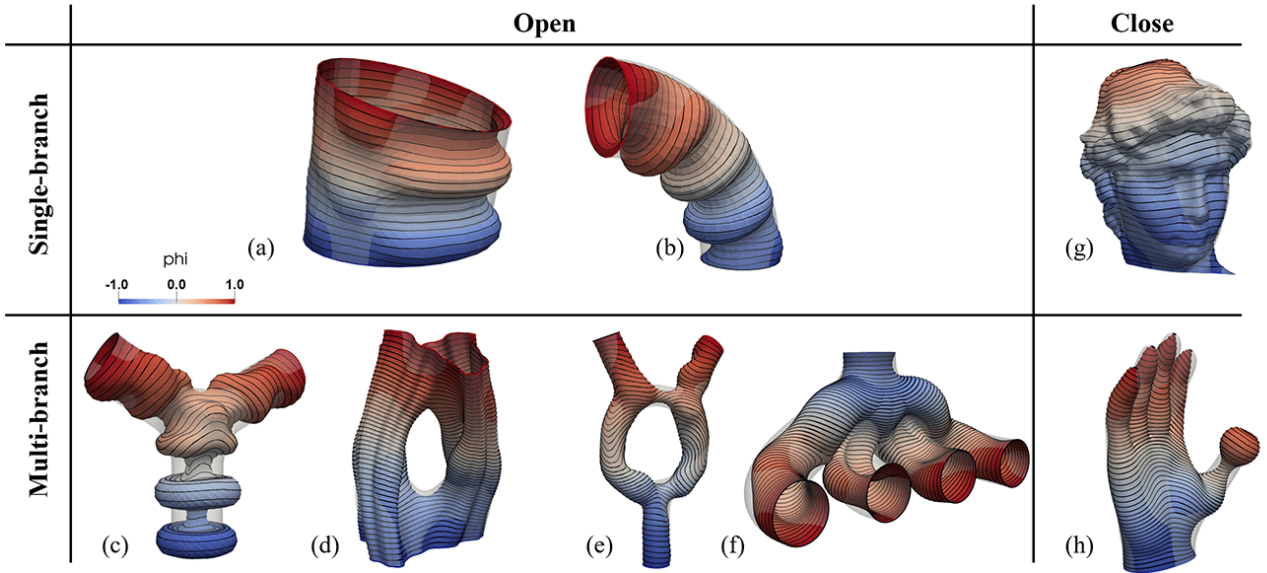 Open
Close
Single-branch
(a)
(b)
(g)
phi
-1.0 0.0 1.0
Multi-branch
(c)
(d)
(e)
(f)
(h)